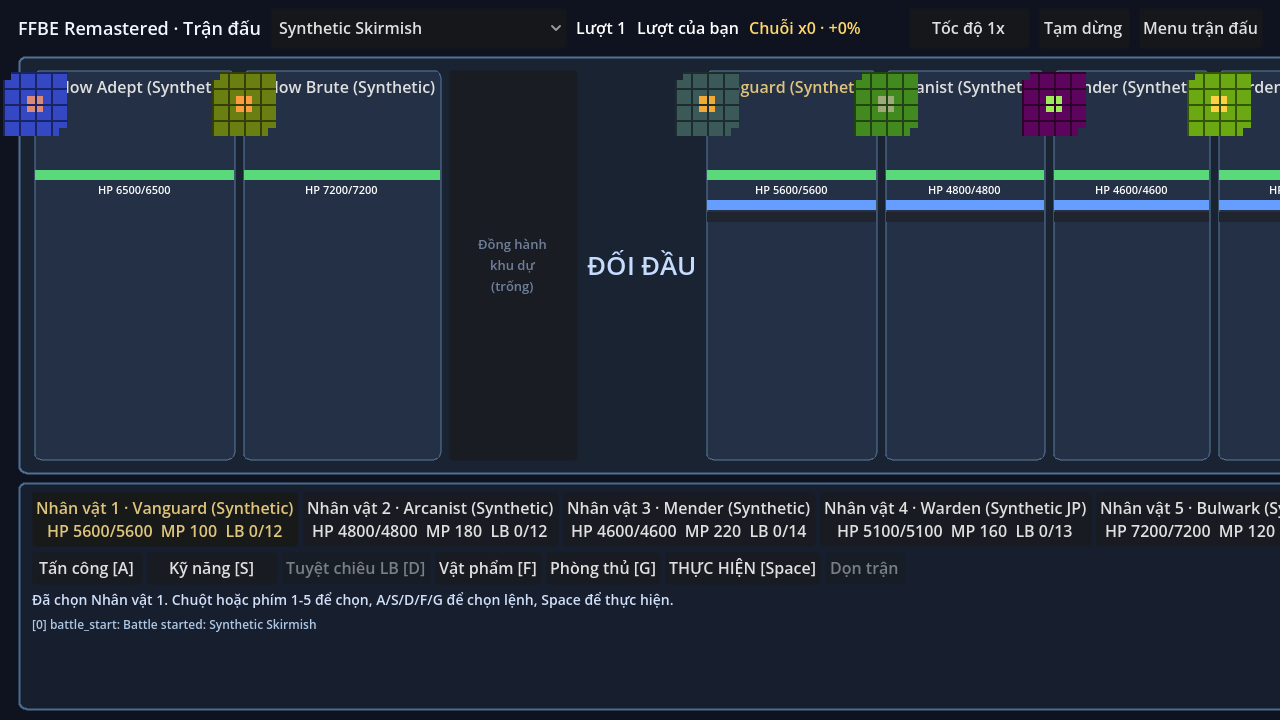 FFBE Remastered · Trận đấu
Synthetic Skirmish
Lượt 1 Lượt của bạn Chuỗi x0 · +0%
Tốc độ 1x
Tạm dừng
Menu trận đấu
Adept (Synthet
Brute (Synthetic)
(Synthet
(Synthet
(Synthet
HP 6500/6500
HP 7200/7200
HP 5600/5600
HP 4800/4800
HP 4600/4600
Đồng hành
khu dự
(trống)
ĐỐI ĐẦU
Nhân vật 1 · Vanguard (Synthetic)
HP 5600/5600 MP 100 LB 0/12
Nhân vật 2 · Arcanist (Synthetic)
HP 4800/4800 MP 180 LB 0/12
Nhân vật 3 · Mender (Synthetic)
HP 4600/4600 MP 220 LB 0/14
Nhân vật 4 · Warden (Synthetic JP)
HP 5100/5100 MP 160 LB 0/13
Nhân vật 5 · Bulwark (S
HP 7200/7200 MP 120
Tấn công [A]
Kỹ năng [S]
Tuyệt chiêu LB [D]
Vật phẩm [F]
Phòng thủ [G]
THỰC HIỆN [Space]
Dọn trận
Đã chọn Nhân vật 1. Chuột hoặc phím 1-5 để chọn, A/S/D/F/G để chọn lệnh, Space để thực hiện.
[0] battle_start: Battle started: Synthetic Skirmish